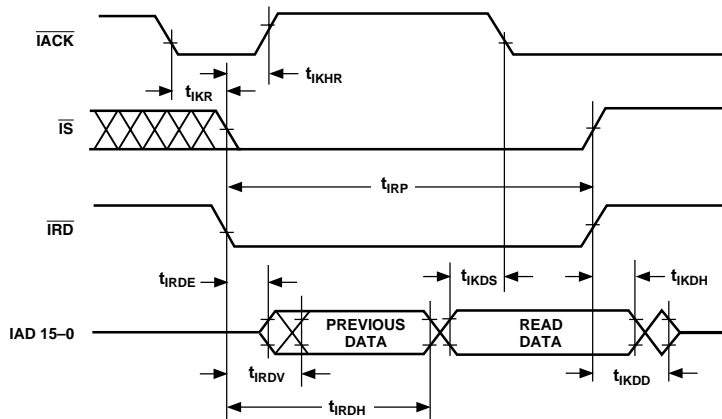 IACK
tIKHR
tIKR
IS
tIRP
IRD
tIRDE
tIKDS
tIKDH
IAD 15–0
PREVIOUS
DATA
READ
DATA
tIRDV
tIKDD
tIRDH